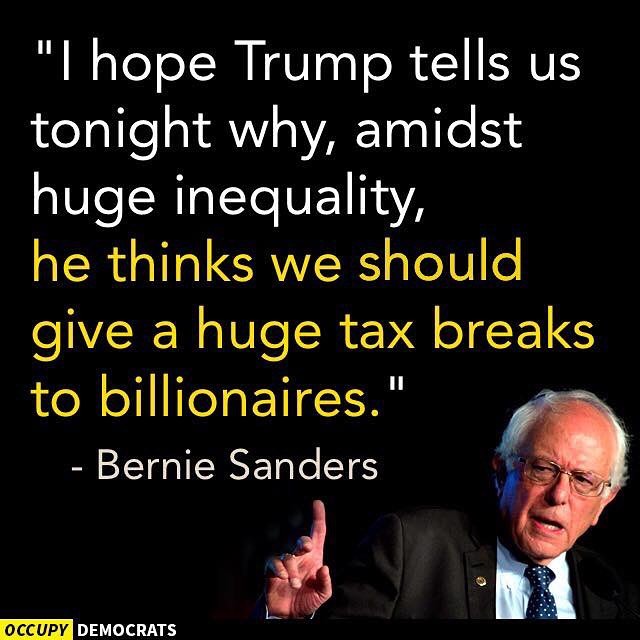 "I hope Trump tells us
tonight why, amidst
huge inequality,
he thinks we should
give a huge tax breaks
to billionaires."
- Bernie Sanders
OCCUPY DEMOCRATS